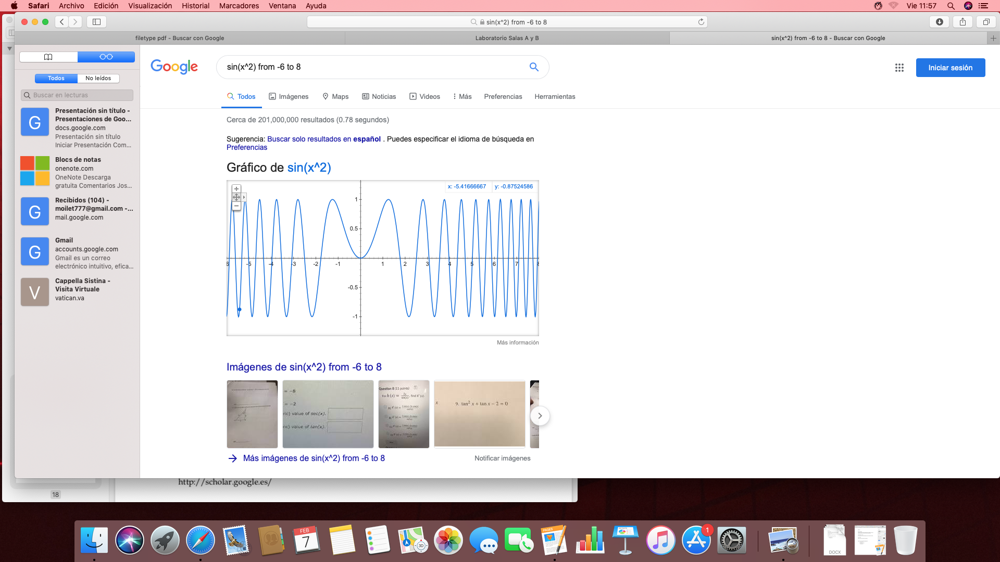 Safari Archivo Edición Visualización Historial Marcadores Ventana Ayuda Vie 11:57
sin(x^2) from -6 to 8
filetype pdf - Buscar con Google
Laboratorio Salas A y B
sin(x^2) from -6 to 8 - Buscar con Google
Todos No leídos
Buscar en lecturas
G
Presentación sin título -
Presentaciones de Goo...
docs.google.com
Presentación sin título
Iniciar Presentación Com...
Blocs de notas
onenote.com
OneNote Descarga
gratuita Comentarios Jos...
G
Recibidos (104) -
moilet777@gmail.com -...
mail.google.com
G
Gmail
accounts.google.com
Gmail es un correo
electrónico intuitivo, efica...
V
Cappella Sistina -
Visita Virtuale
vatican.va
Google
sin(x^2) from -6 to 8
Iniciar sesión
Todos Imágenes Maps Noticias Videos Más Preferencias Herramientas
Cerca de 201,000,000 resultados (0.78 segundos)
Sugerencia: Buscar solo resultados en español . Puedes especificar el idioma de búsqueda en
Preferencias
Gráfico de sin(x^2)
x: -5.41666667 y: -0.87524586
1
0.5
6 -5 -4 -3 -2 -1 1 2 3 4 5 6 7 8
-0.5
-1
Más información
Imágenes de sin(x^2) from -6 to 8
= -8
= -2
ric) value of sec(x).
ric) value of tan(x).
Question 8 (11 points)
For h(x) = 2x/sin(x), find h'(x).
x
9. tan² x + tan x − 2 = 0
Más imágenes de sin(x^2) from -6 to 8
Notificar imágenes
http://scholar.google.es/
18
FEB
7
3D
PAGES
1
DOCX